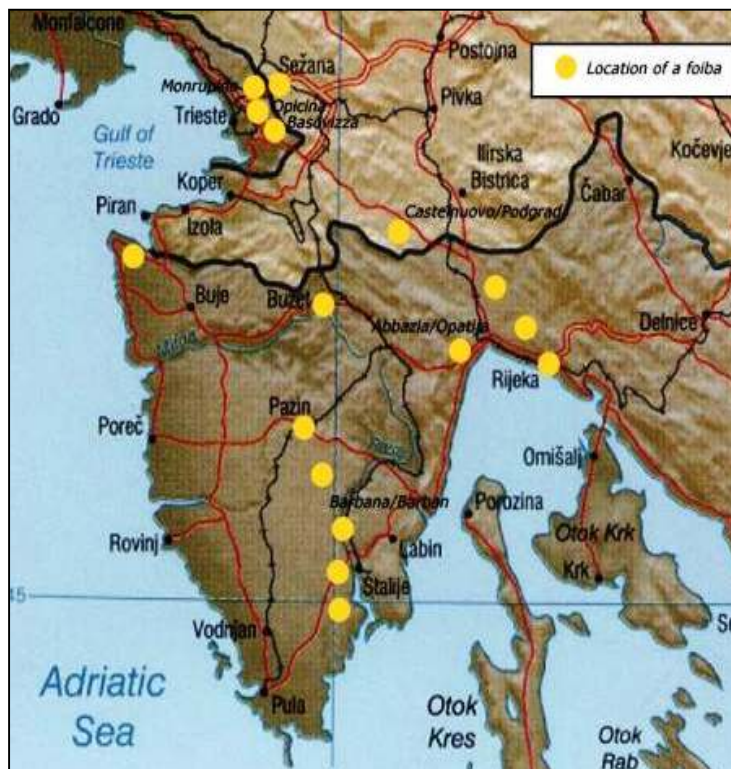 Monfalcone
Postojna
Location of a foiba
Sežana
Monrupino
Grado
Trieste
Opicina
Basovizza
Pivka
Gulf of
Trieste
Ilirska
Bistrica
Kočevje
Koper
Čabar
Piran
Izola
Castelnuovo/Podgrad
Buje
Buzet
Abbazia/Opatija
Delnice
Mirna
Rijeka
Pazin
Poreč
Omišalj
Barbana/Barban
Porozina
Otok Krk
Rovinj
Labin
Štalije
Krk
45
Vodnjan
Adriatic
Sea
Pula
Otok
Kres
Otok
Rab